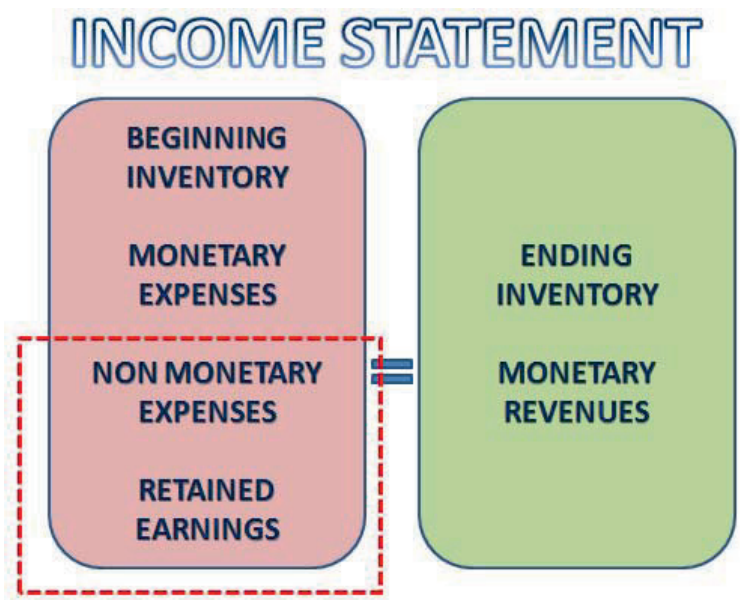 INCOME STATEMENT
BEGINNING
INVENTORY
MONETARY
EXPENSES
NON MONETARY
EXPENSES
RETAINED
EARNINGS
=
ENDING
INVENTORY
MONETARY
REVENUES